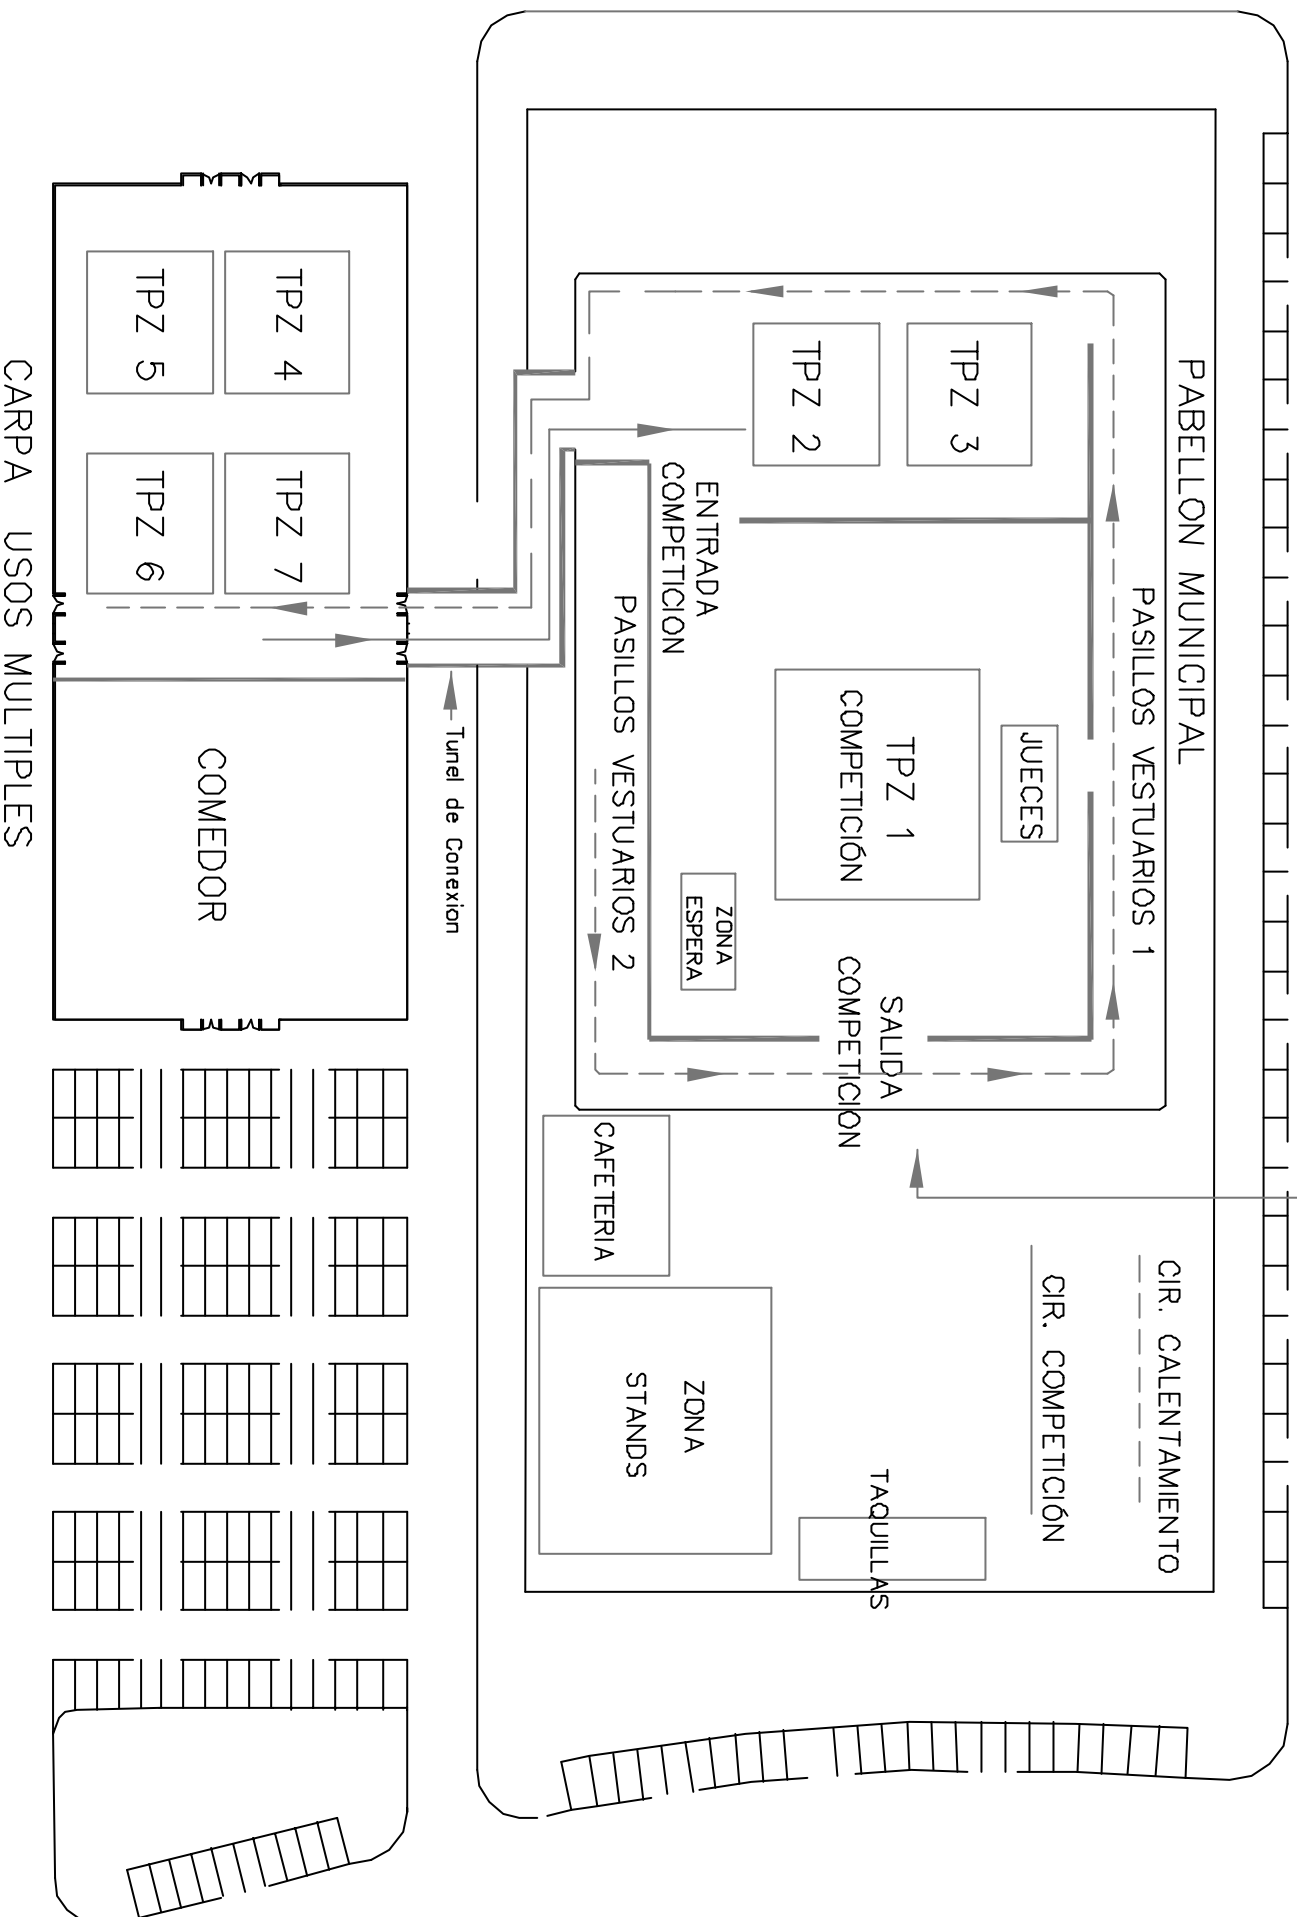 PABELLON MUNICIPAL
CIR. CALENTAMIENTO
PASILLOS VESTUARIOS 1
CIR. COMPETICIÓN
JUECES
TPZ 3
TPZ 2
TPZ 1
COMPETICIÓN
SALIDA
COMPETICION
TAQUILLAS
ENTRADA
COMPETICION
ZONA
ESPERA
ZONA
STANDS
PASILLOS VESTUARIOS 2
CAFETERIA
Tunel de Conexion
TPZ 4
TPZ 7
COMEDOR
TPZ 5
TPZ 6
CARPA USOS MULTIPLES